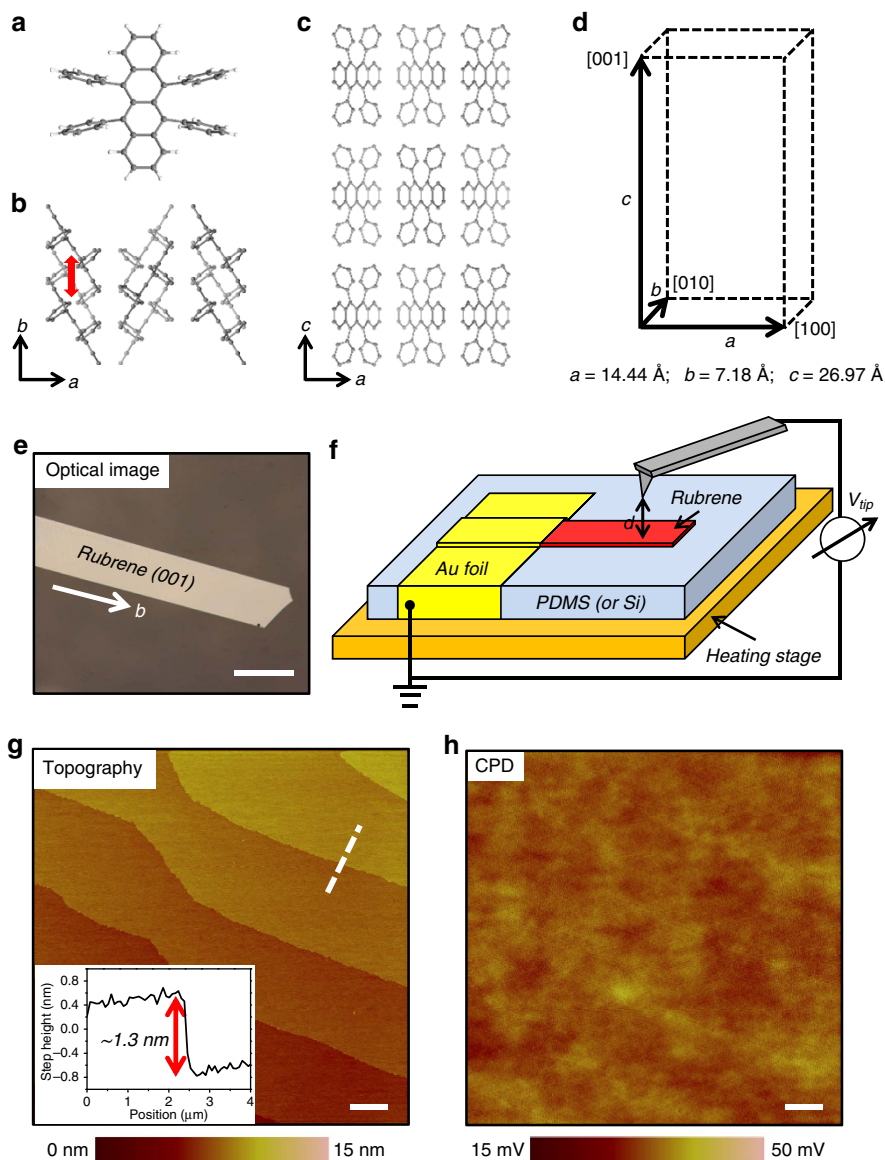 a
c
d
[001]
c
b
[010]
a
[100]
a = 14.44 Å; b = 7.18 Å; c = 26.97 Å
b
b
a
c
a
e
Optical image
Rubrene (001)
b
f
Rubrene
d
V_tip
Au foil
PDMS (or Si)
Heating stage
g
Topography
0.8
0.4
0.0
−0.4
−0.8
Step height (nm)
~1.3 nm
0
1
2
3
4
Position (μm)
0 nm
15 nm
h
CPD
15 mV
50 mV